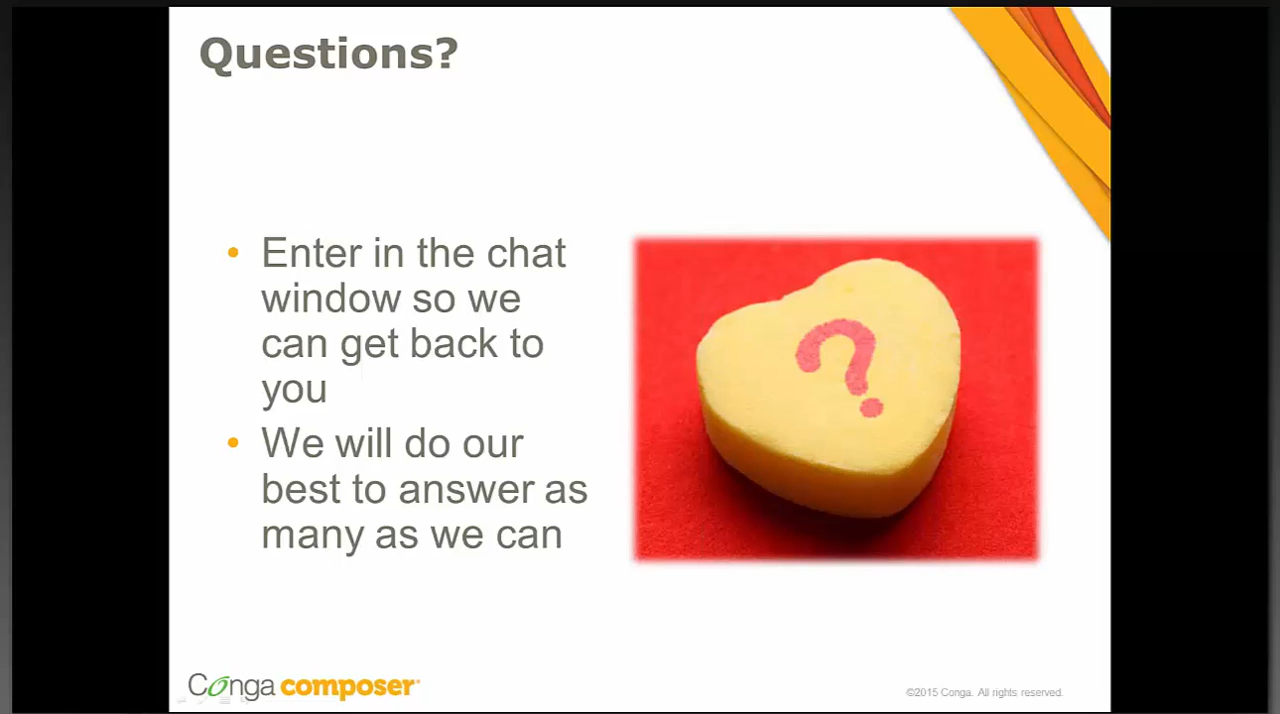 Questions?
• Enter in the chat
window so we
can get back to
you
• We will do our
best to answer as
many as we can
?
Conga composer
©2015 Conga. All rights reserved.